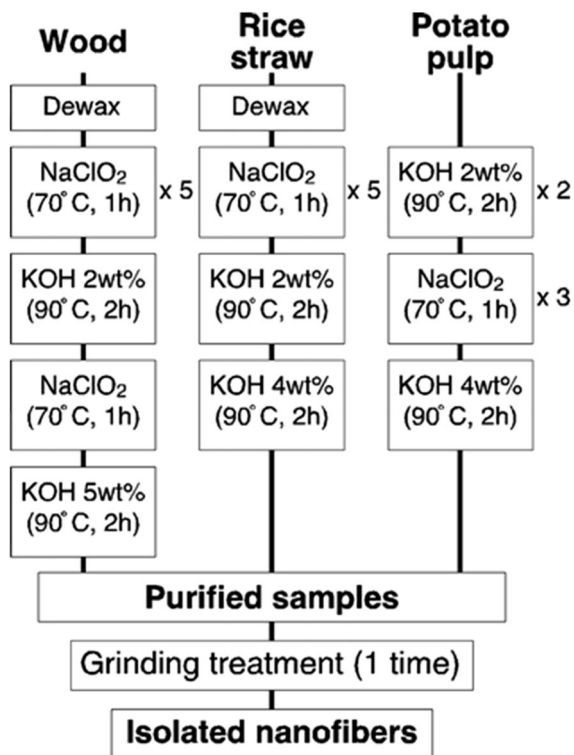 Wood
Dewax
NaClO₂
(70°C, 1h)
x 5
KOH 2wt%
(90°C, 2h)
NaClO₂
(70°C, 1h)
KOH 5wt%
(90°C, 2h)
Rice
straw
Dewax
NaClO₂
(70°C, 1h)
x 5
KOH 2wt%
(90°C, 2h)
KOH 4wt%
(90°C, 2h)
Potato
pulp
KOH 2wt%
(90°C, 2h)
x 2
NaClO₂
(70°C, 1h)
x 3
KOH 4wt%
(90°C, 2h)
Purified samples
Grinding treatment (1 time)
Isolated nanofibers